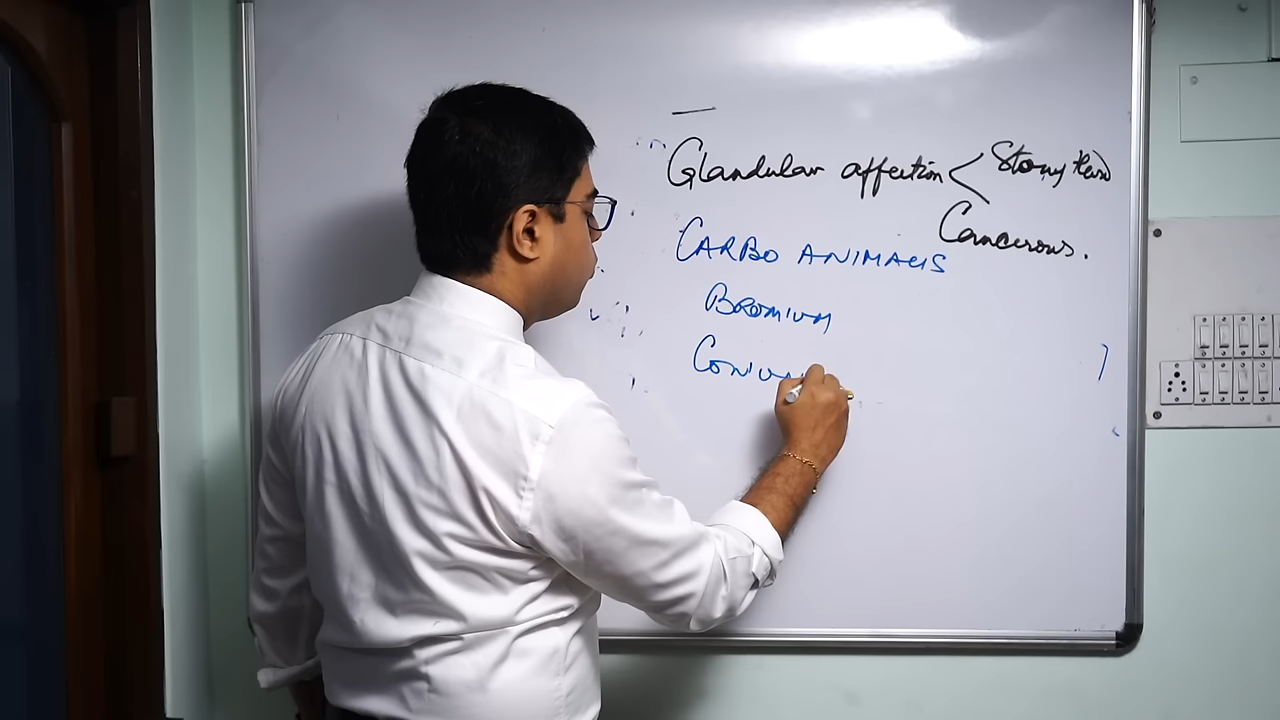 Glandular affection < Stony Hard
Cancerous.
CARBO ANIMALIS
BROMIUM
CONIUM